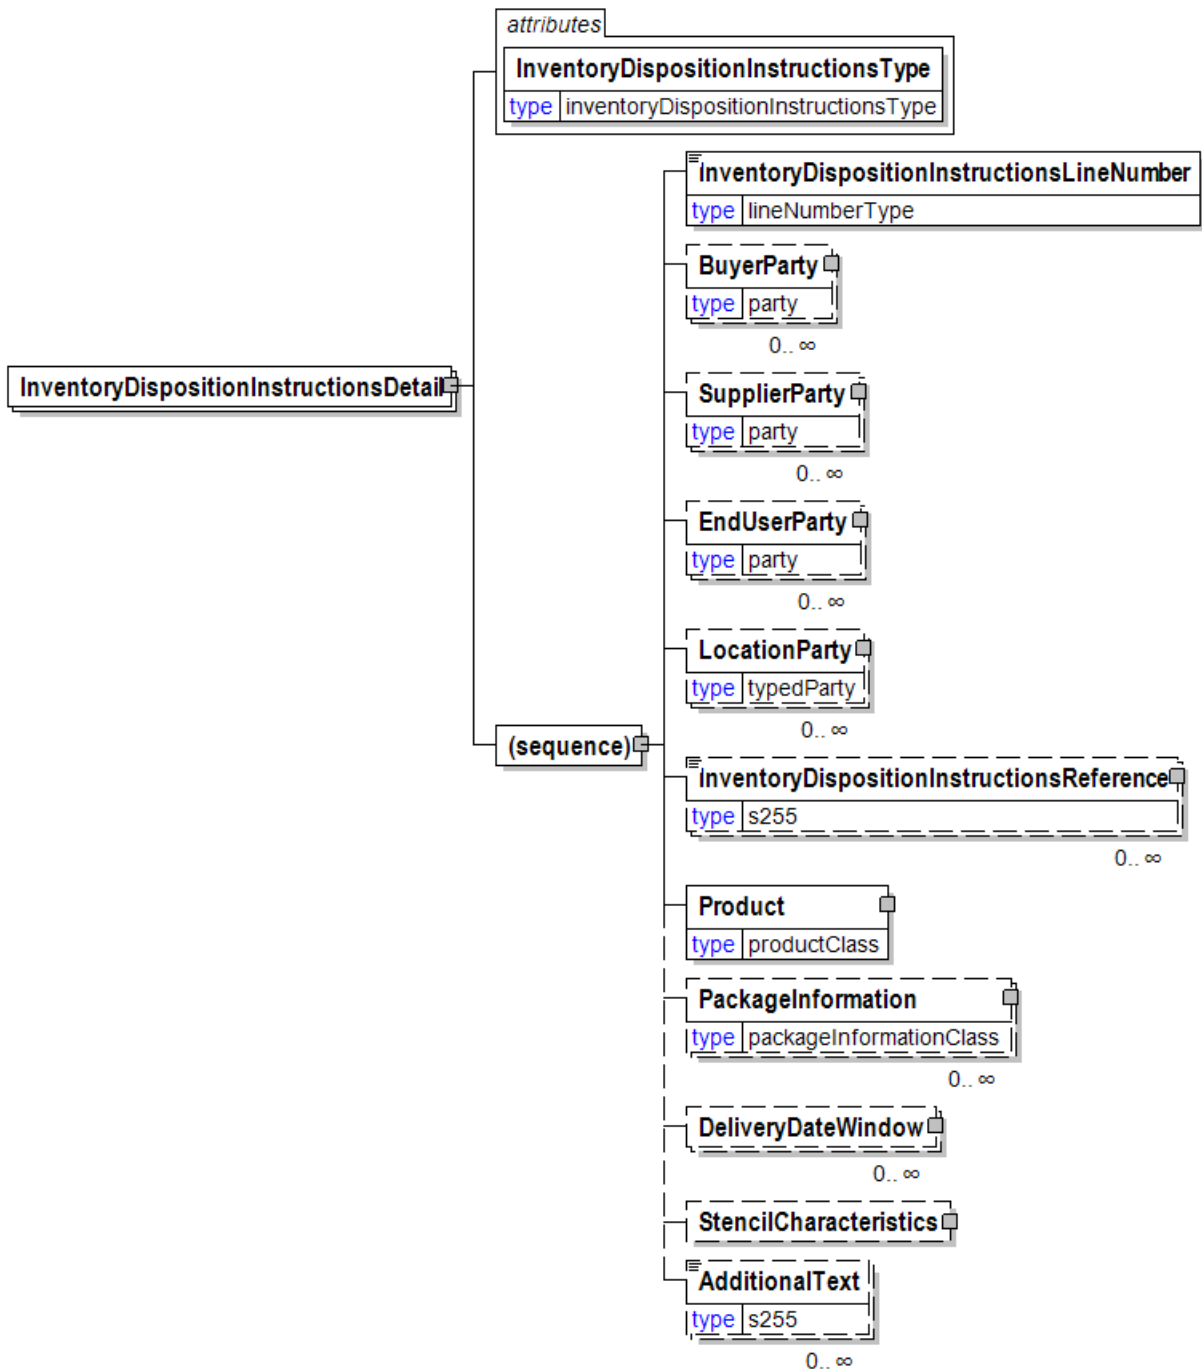 attributes
InventoryDispositionInstructionsType
type inventoryDispositionInstructionsType
InventoryDispositionInstructionsLineNumber
type lineNumberType
BuyerParty
type party
0.. ∞
InventoryDispositionInstructionsDetail
SupplierParty
type party
0.. ∞
EndUserParty
type party
0.. ∞
LocationParty
type typedParty
0.. ∞
(sequence)
InventoryDispositionInstructionsReference
type s255
0.. ∞
Product
type productClass
PackageInformation
type packageInformationClass
0.. ∞
DeliveryDateWindow
0.. ∞
StencilCharacteristics
AdditionalText
type s255
0.. ∞